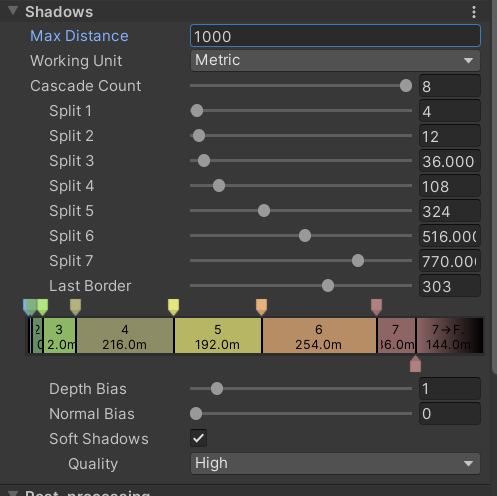 Shadows
Max Distance 1000
Working Unit Metric
Cascade Count 8
Split 1 4
Split 2 12
Split 3 36.000
Split 4 108
Split 5 324
Split 6 516.00
Split 7 770.00
Last Border 303
2 3 4 5 6 7 7→F.
2.0m 216.0m 192.0m 254.0m 36.0m 144.0m
Depth Bias 1
Normal Bias 0
Soft Shadows
Quality High
Post-processing